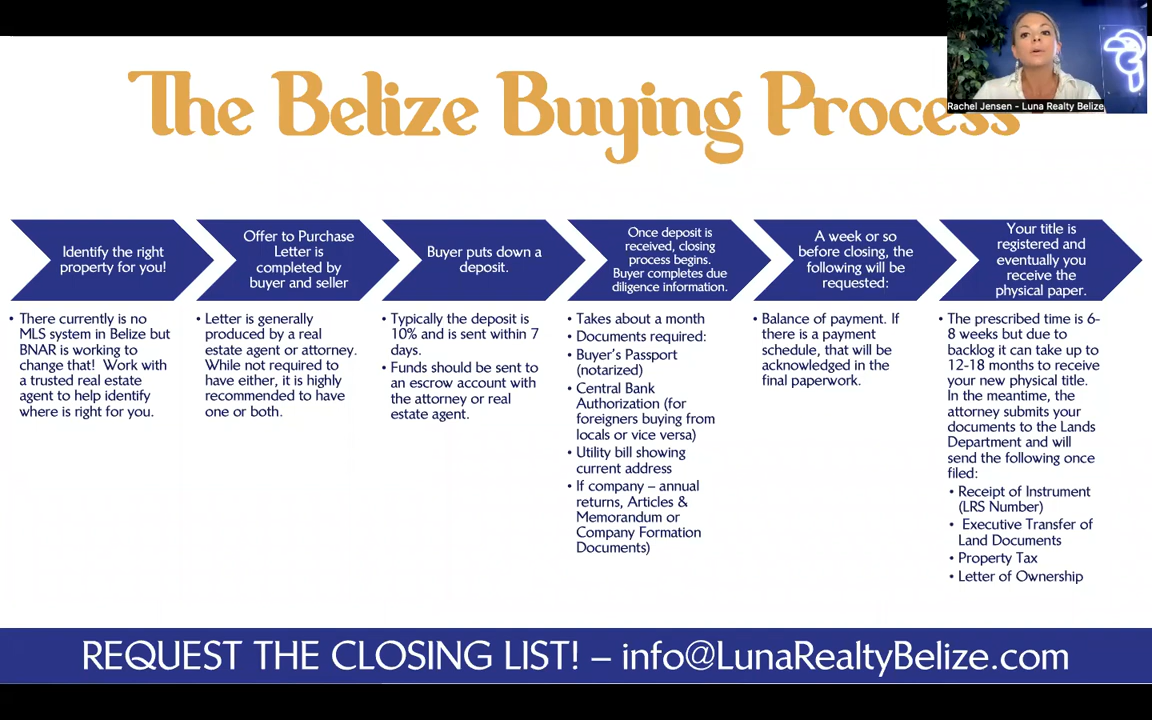 The Belize Buying Process
Rachel Jensen – Luna Realty Belize
Identify the right
property for you!
• There currently is no
MLS system in Belize but
BNAR is working to
change that!  Work with
a trusted real estate
agent to help identify
where is right for you.
Offer to Purchase
Letter is
completed by
buyer and seller
• Letter is generally
produced by a real
estate agent or attorney.
While not required to
have either, it is highly
recommended to have
one or both.
Buyer puts down a
deposit.
• Typically the deposit is
10% and is sent within 7
days.
• Funds should be sent to
an escrow account with
the attorney or real
estate agent.
Once deposit is
received, closing
process begins.
Buyer completes due
diligence information.
• Takes about a month
• Documents required:
• Buyer's Passport
(notarized)
• Central Bank
Authorization (for
foreigners buying from
locals or vice versa)
• Utility bill showing
current address
• If company – annual
returns, Articles &
Memorandum or
Company Formation
Documents)
A week or so
before closing, the
following will be
requested:
• Balance of payment. If
there is a payment
schedule, that will be
acknowledged in the
final paperwork.
Your title is
registered and
eventually you
receive the
physical paper.
• The prescribed time is 6-
8 weeks but due to
backlog it can take up to
12-18 months to receive
your new physical title.
In the meantime, the
attorney submits your
documents to the Lands
Department and will
send the following once
filed:
• Receipt of Instrument
(LRS Number)
• Executive Transfer of
Land Documents
• Property Tax
• Letter of Ownership
REQUEST THE CLOSING LIST! – info@LunaRealtyBelize.com